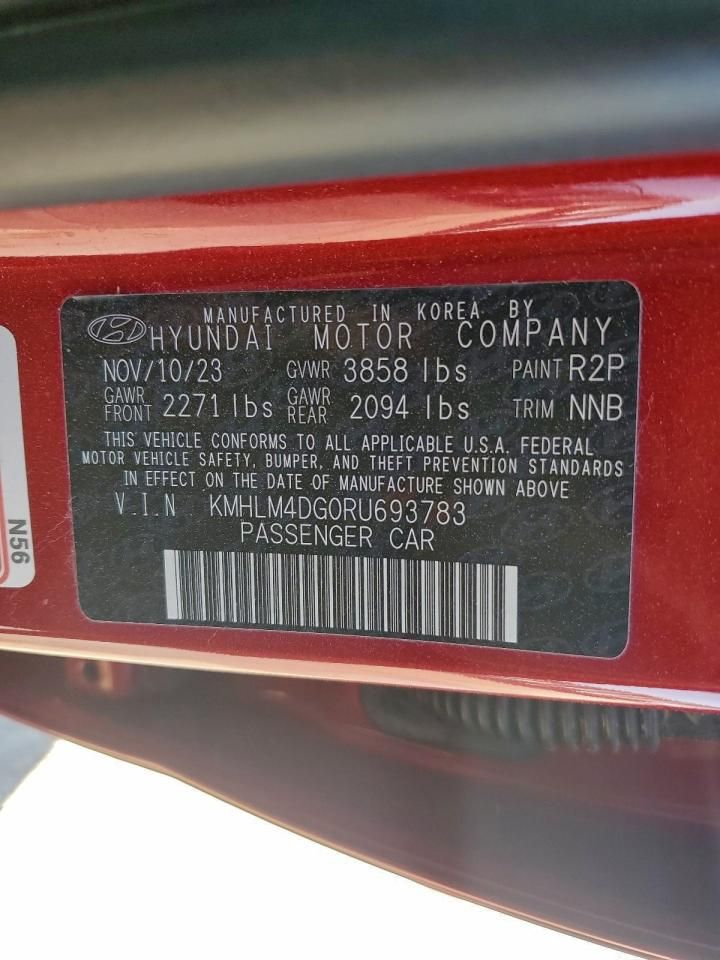 MANUFACTURED IN KOREA BY
HYUNDAI MOTOR COMPANY
NOV/10/23 GVWR 3858 lbs PAINT R2P
GAWR FRONT 2271 lbs GAWR REAR 2094 lbs TRIM NNB
THIS VEHICLE CONFORMS TO ALL APPLICABLE U.S.A. FEDERAL
MOTOR VEHICLE SAFETY, BUMPER, AND THEFT PREVENTION STANDARDS
IN EFFECT ON THE DATE OF MANUFACTURE SHOWN ABOVE
V.I.N KMHLM4DG0RU693783
PASSENGER CAR
N56